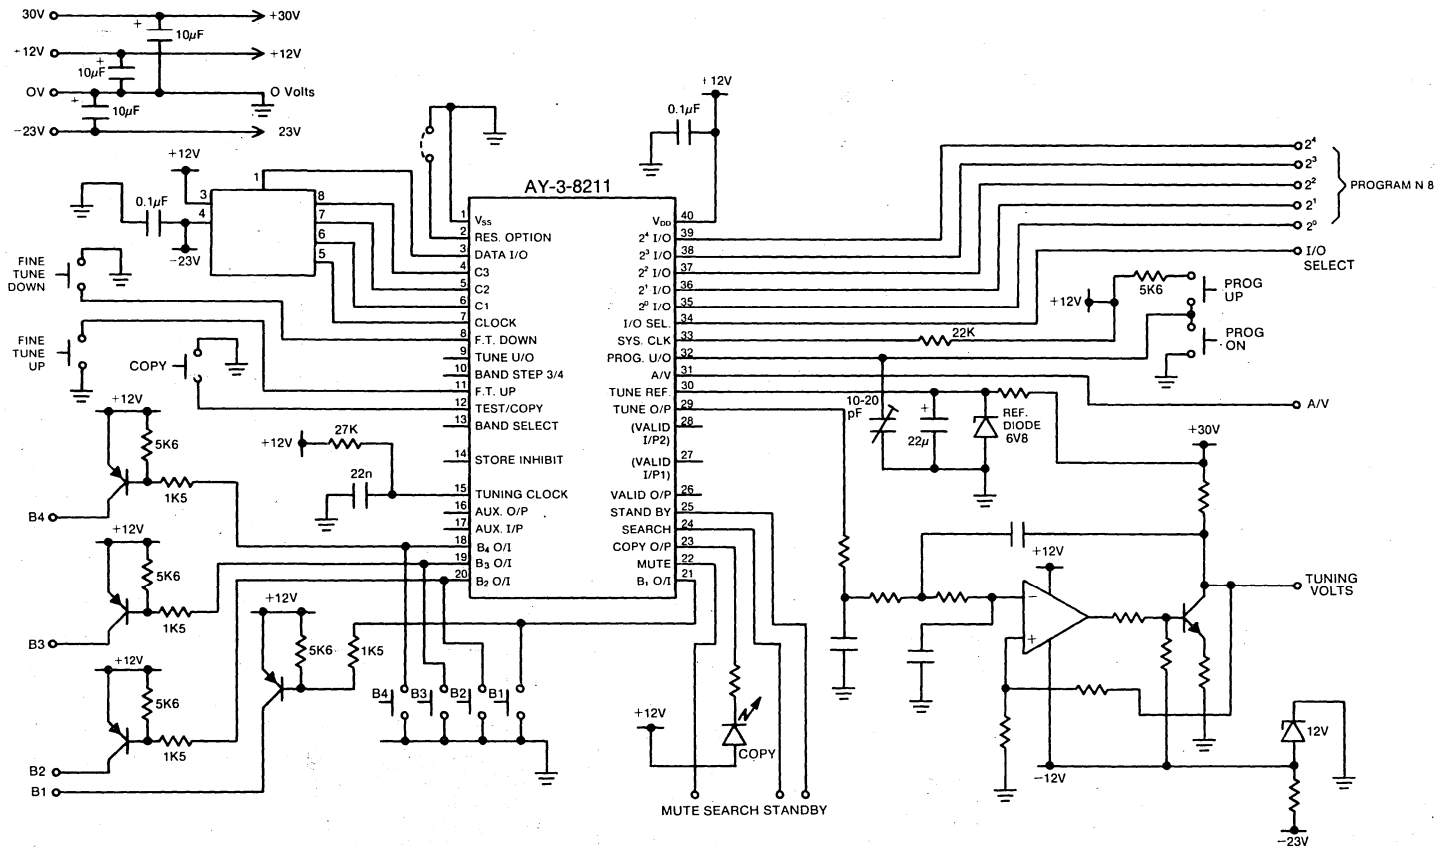 30V
+30V
+
10µF
+12V
+12V
+
10µF
0V
O Volts
+
10µF
−23V
23V
+12V
1
3
4
8
7
6
5
0.1µF
−23V
FINE
TUNE
DOWN
FINE
TUNE
UP
COPY
+12V
0.1µF
AY-3-8211
1 VSS
2 RES. OPTION
3 DATA I/O
4 C3
5 C2
6 C1
7 CLOCK
8 F.T. DOWN
9 TUNE U/O
10 BAND STEP 3/4
11 F.T. UP
12 TEST/COPY
13 BAND SELECT
14 STORE INHIBIT
15 TUNING CLOCK
16 AUX. O/P
17 AUX. I/P
18 B4 O/I
19 B3 O/I
20 B2 O/I
VDD 40
2⁴ I/O 39
2³ I/O 38
2² I/O 37
2¹ I/O 36
2⁰ I/O 35
I/O SEL. 34
SYS. CLK 33
PROG. U/O 32
A/V 31
TUNE REF. 30
TUNE O/P 29
(VALID 28
I/P2)
(VALID 27
I/P1)
VALID O/P 26
STAND BY 25
SEARCH 24
COPY O/P 23
MUTE 22
B1 O/I 21
2⁴
2³
2²
2¹
2⁰
PROGRAM N 8
I/O
SELECT
5K6
+12V
PROG
UP
22K
PROG
ON
A/V
10-20
pF
+
22µ
REF.
DIODE
6V8
+30V
+12V
27K
22n
+12V
5K6
1K5
B4
+12V
5K6
1K5
B3
+12V
5K6
1K5
B2
B1
+12V
5K6
1K5
B4
B3
B2
B1
+12V
COPY
MUTE SEARCH STANDBY
+12V
−
+
−12V
TUNING
VOLTS
12V
−23V